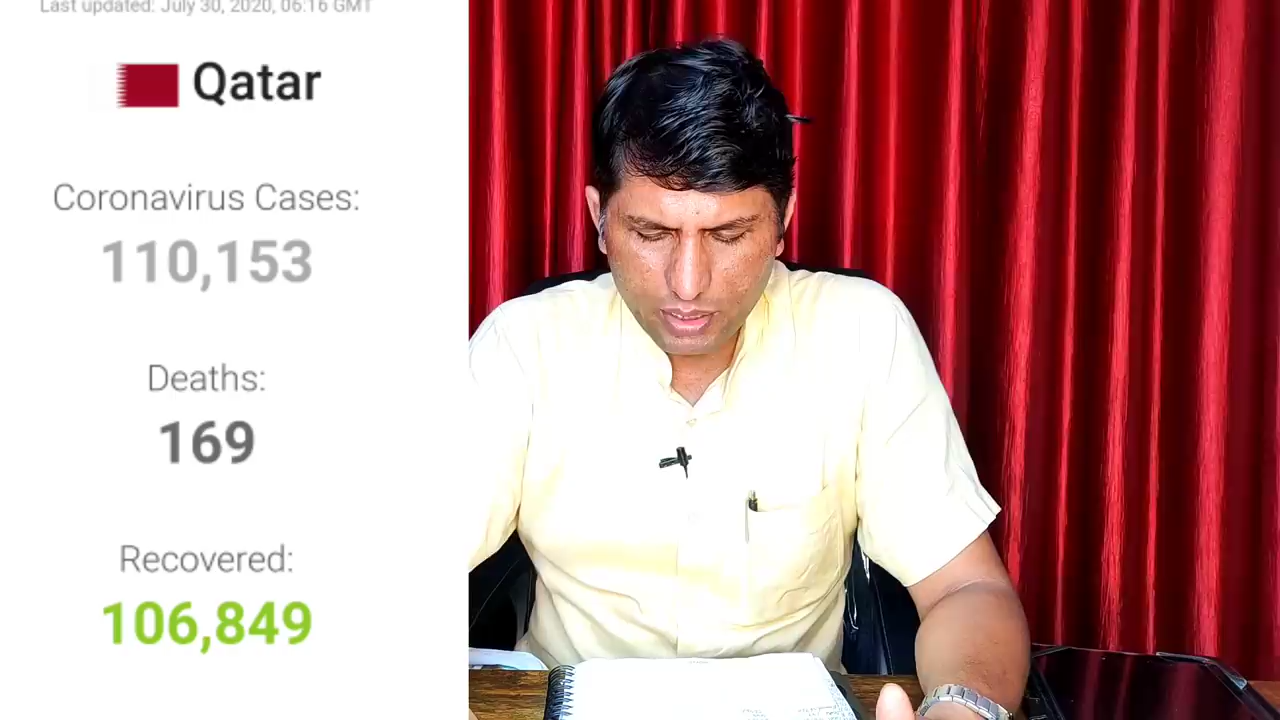 Last updated: July 30, 2020, 06:16 GMT
Qatar
Coronavirus Cases:
110,153
Deaths:
169
Recovered:
106,849